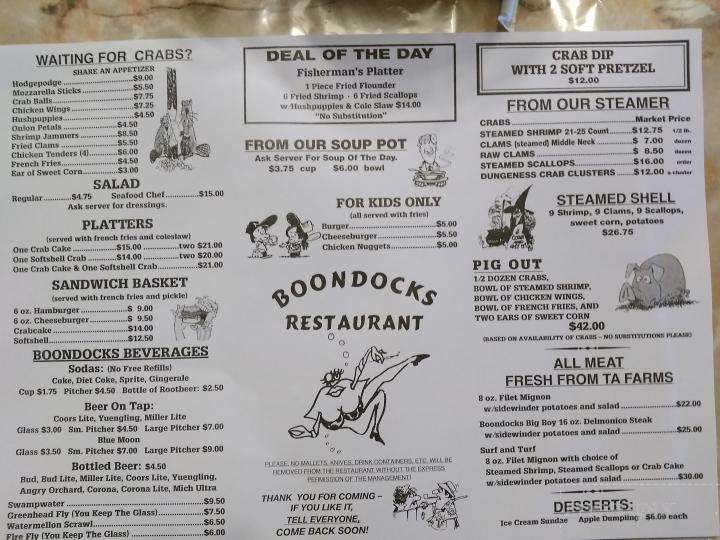 WAITING FOR CRABS?
SHARE AN APPETIZER
Hodgepodge $9.00
Mozzarella Sticks $5.50
Crab Balls $7.75
Chicken Wings $7.25
Hushpuppies $4.50
Onion Petals $4.50
Shrimp Jammers $8.50
Fried Clams $5.50
Chicken Tenders (4) $6.00
French Fries $4.50
Ear of Sweet Corn $3.00
SALAD
Regular $4.75 Seafood Chef $15.00
Ask server for dressings.
PLATTERS
(served with french fries and coleslaw)
One Crab Cake $15.00 two $21.00
One Softshell Crab $14.00 two $20.00
One Crab Cake & One Softshell Crab $21.00
SANDWICH BASKET
(served with french fries and pickle)
6 oz. Hamburger $ 9.00
6 oz. Cheeseburger $ 9.50
Crabcake $14.00
Softshell $12.50
BOONDOCKS BEVERAGES
Sodas: (No Free Refills)
Coke, Diet Coke, Sprite, Gingerale
Cup $1.75 Pitcher $4.50 Bottle of Rootbeer: $2.50
Beer On Tap:
Coors Lite, Yuengling, Miller Lite
Glass $3.00 Sm. Pitcher $4.50 Large Pitcher $7.00
Blue Moon
Glass $3.50 Sm. Pitcher $7.00 Large Pitcher $9.00
Bottled Beer: $4.50
Bud, Bud Lite, Miller Lite, Coors Lite, Yuengling,
Angry Orchard, Corona, Corona Lite, Mich Ultra
Swampwater $9.50
Greenhead Fly (You Keep The Glass) $7.50
Watermellon Scrawl $6.50
Fire Fly (You Keep The Glass) $6.00
DEAL OF THE DAY
Fisherman's Platter
1 Piece Fried Flounder
6 Fried Shrimp · 6 Fried Scallops
w/Hushpuppies & Cole Slaw $14.00
"No Substitution"
FROM OUR SOUP POT
Ask Server For Soup Of The Day.
$3.75 cup $6.00 bowl
FOR KIDS ONLY
(all served with fries)
Burger $5.00
Cheeseburger $5.50
Chicken Nuggets $5.00
BOONDOCKS
RESTAURANT
PLEASE, NO MALLETS, KNIVES, DRINK CONTAINERS, ETC. WILL BE
REMOVED FROM THE RESTAURANT WITHOUT THE EXPRESS
PERMISSION OF THE MANAGEMENT!
THANK YOU FOR COMING –
IF YOU LIKE IT,
TELL EVERYONE,
COME BACK SOON!
CRAB DIP
WITH 2 SOFT PRETZEL
$12.00
FROM OUR STEAMER
CRABS Market Price
STEAMED SHRIMP 21-25 Count $12.75 1/2 lb.
CLAMS (steamed) Middle Neck $ 7.00 dozen
RAW CLAMS $ 8.50 dozen
STEAMED SCALLOPS $16.00 order
DUNGENESS CRAB CLUSTERS $12.00 a cluster
STEAMED SHELL
9 Shrimp, 9 Clams, 9 Scallops,
sweet corn, potatoes
$26.75
PIG OUT
1/2 DOZEN CRABS,
BOWL OF STEAMED SHRIMP,
BOWL OF CHICKEN WINGS,
BOWL OF FRENCH FRIES, AND
TWO EARS OF SWEET CORN
$42.00
(BASED ON AVAILABILITY OF CRABS – NO SUBSTITUTIONS PLEASE)
ALL MEAT
FRESH FROM TA FARMS
8 oz. Filet Mignon
w/sidewinder potatoes and salad $22.00
Boondocks Big Boy 16 oz. Delmonico Steak
w/sidewinder potatoes and salad $25.00
Surf and Turf
8 oz. Filet Mignon with choice of
Steamed Shrimp, Steamed Scallops or Crab Cake
w/sidewinder potatoes and salad $30.00
DESSERTS:
Ice Cream Sundae Apple Dumpling $6.00 each